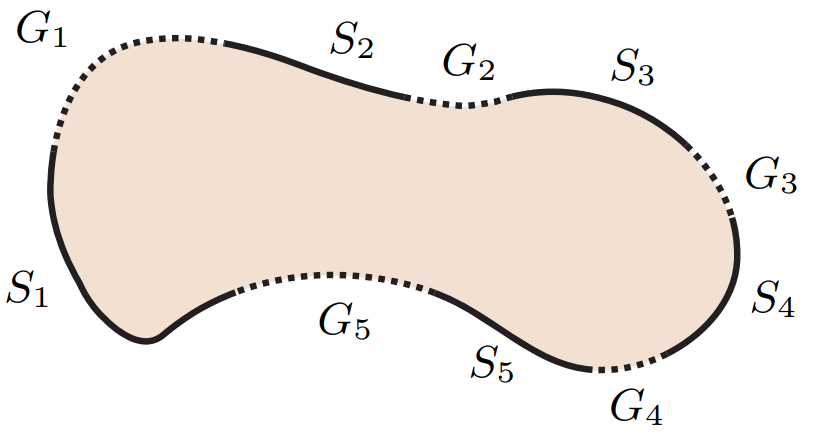 G₁
S₂
G₂
S₃
G₃
S₁
S₄
G₅
S₅
G₄